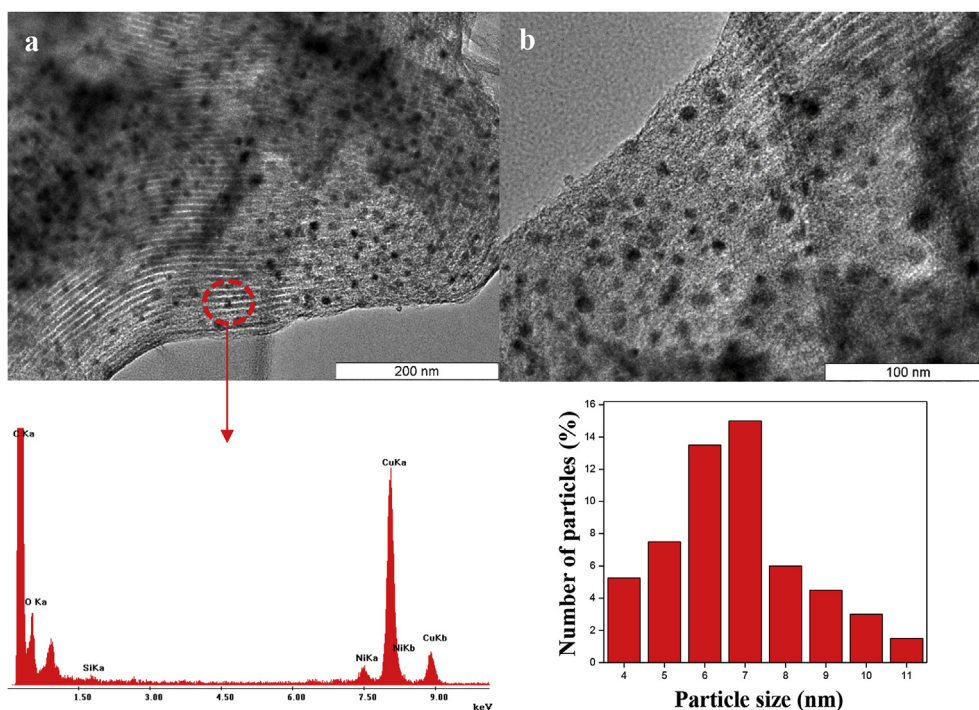 a
b
200 nm
100 nm
C Ka
O Ka
SiKa
NiKa
CuKa
NiKb
CuKb
1.50 3.00 4.50 6.00 7.50 9.00
keV
Number of particles (%)
16
14
12
10
8
6
4
2
0
4 5 6 7 8 9 10 11
Particle size (nm)